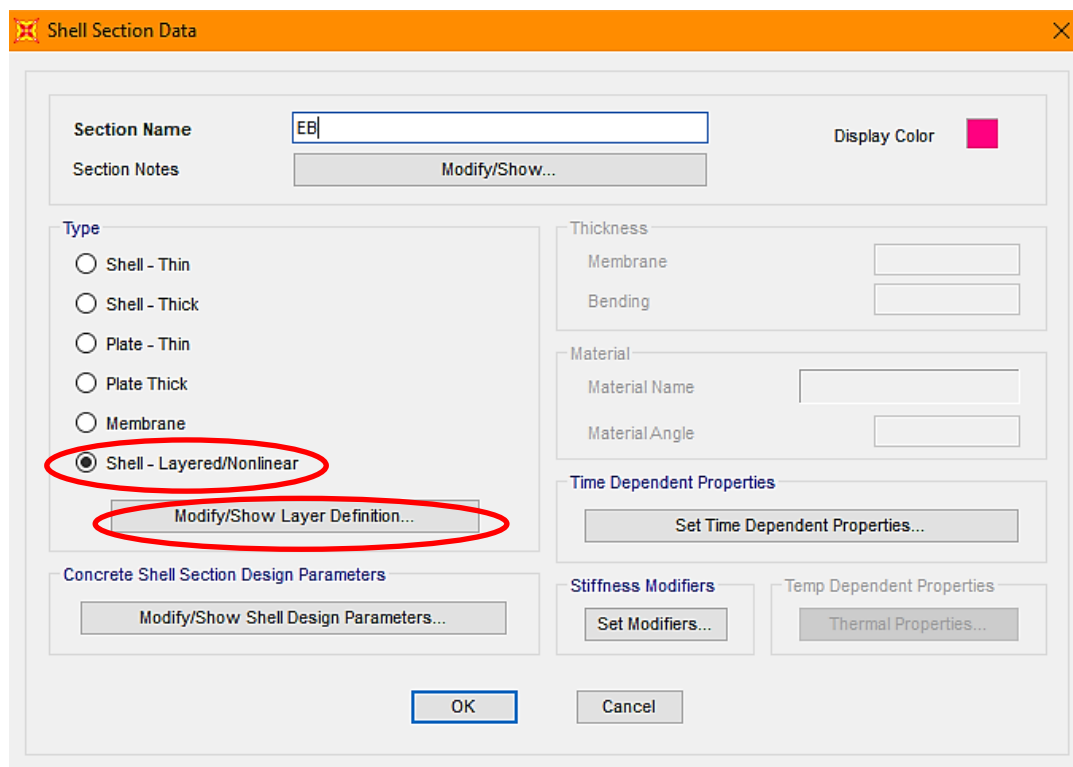 Shell Section Data
Section Name
EB
Display Color
Section Notes
Modify/Show...
Type
Shell - Thin
Shell - Thick
Plate - Thin
Plate Thick
Membrane
Shell - Layered/Nonlinear
Modify/Show Layer Definition...
Thickness
Membrane
Bending
Material
Material Name
Material Angle
Time Dependent Properties
Set Time Dependent Properties...
Concrete Shell Section Design Parameters
Modify/Show Shell Design Parameters...
Stiffness Modifiers
Set Modifiers...
Temp Dependent Properties
Thermal Properties...
OK
Cancel